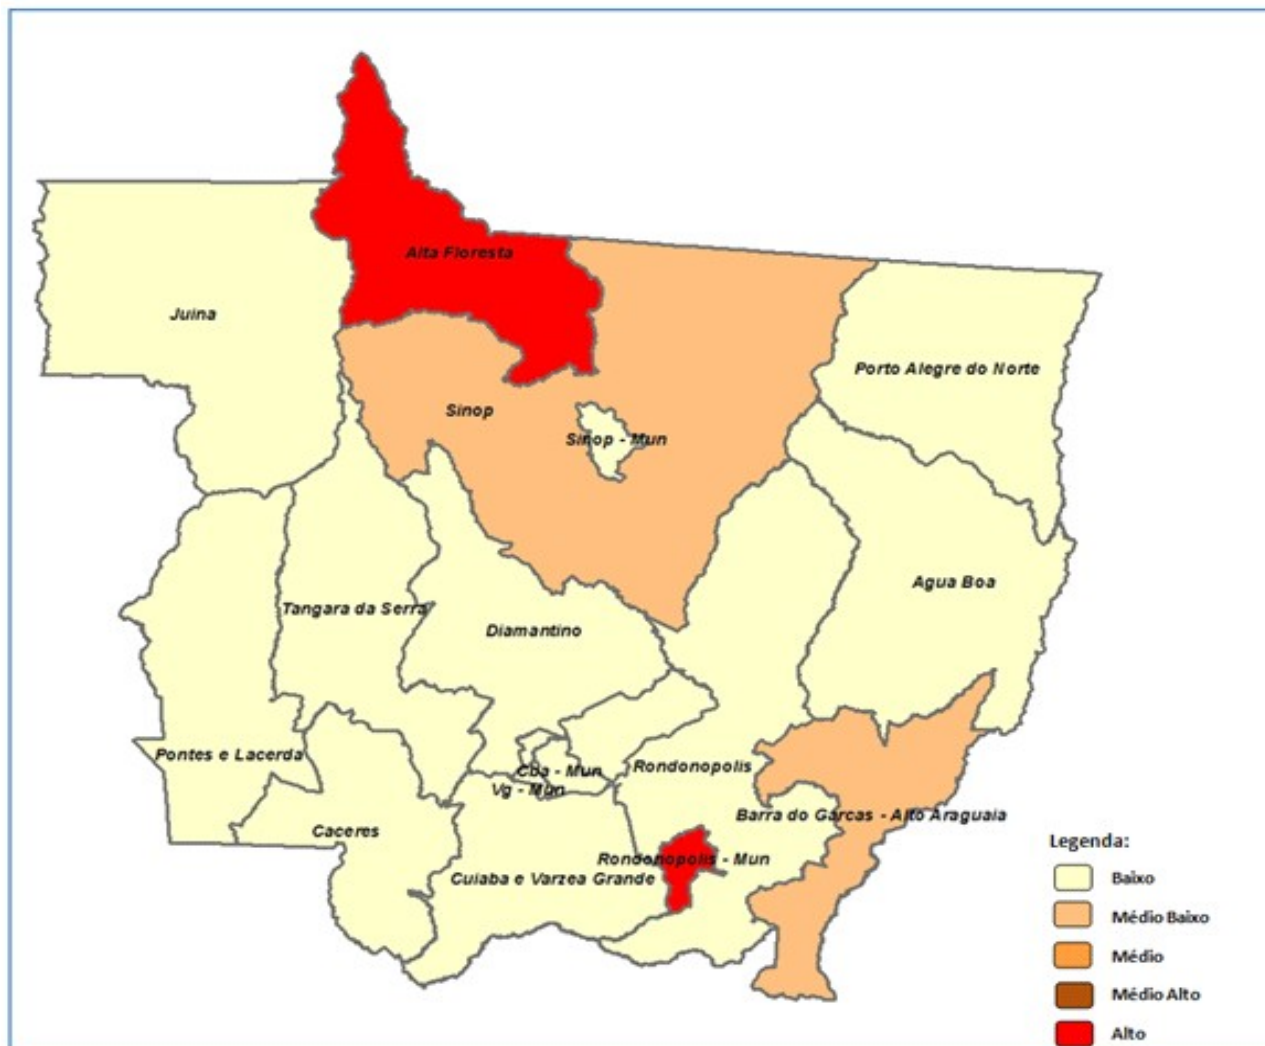 Alta Floresta
Juina
Porto Alegre do Norte
Sinop
Sinop - Mun
Agua Boa
Tangara da Serra
Diamantino
Pontes e Lacerda
Cba - Mun
Rondonopolis
Vg - Mun
Barra do Garcas - Alto Araguaia
Caceres
Rondonopolis - Mun
Cuiaba e Varzea Grande
Legenda:
Baixo
Médio Baixo
Médio
Médio Alto
Alto